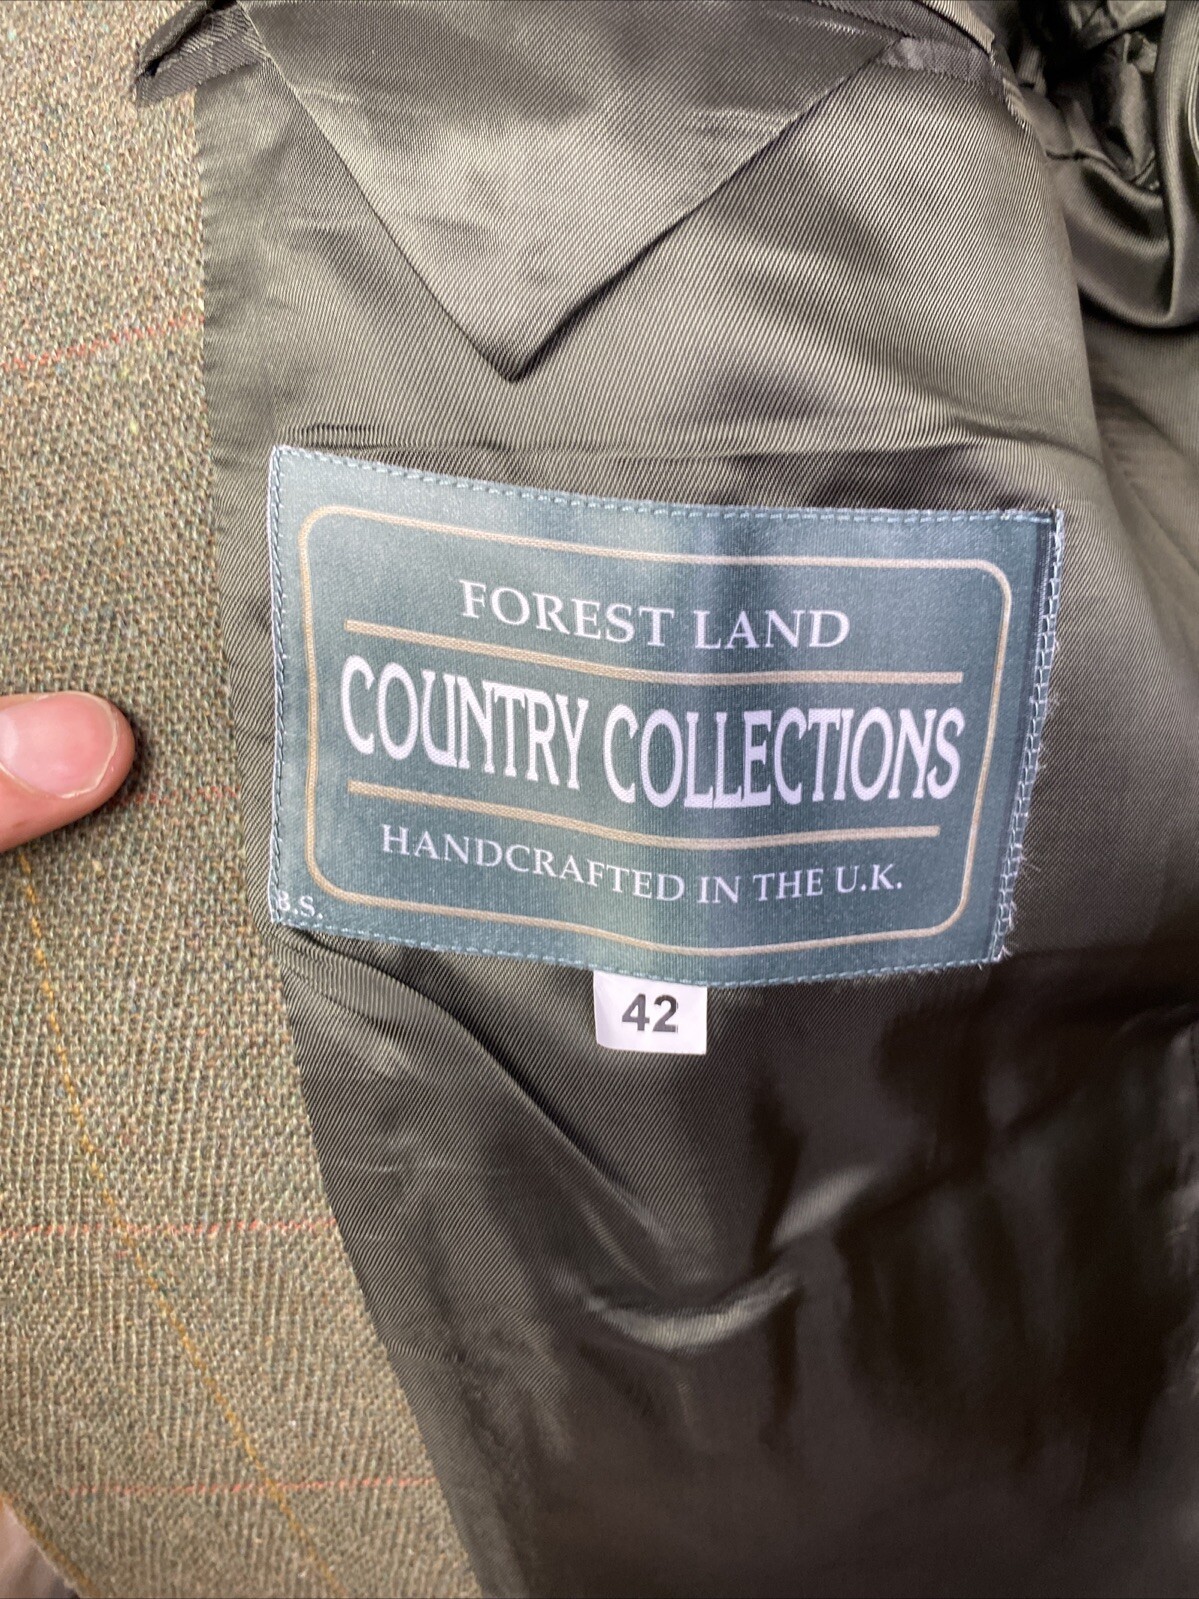 FOREST LAND
COUNTRY COLLECTIONS
HANDCRAFTED IN THE U.K.
B.S.
42